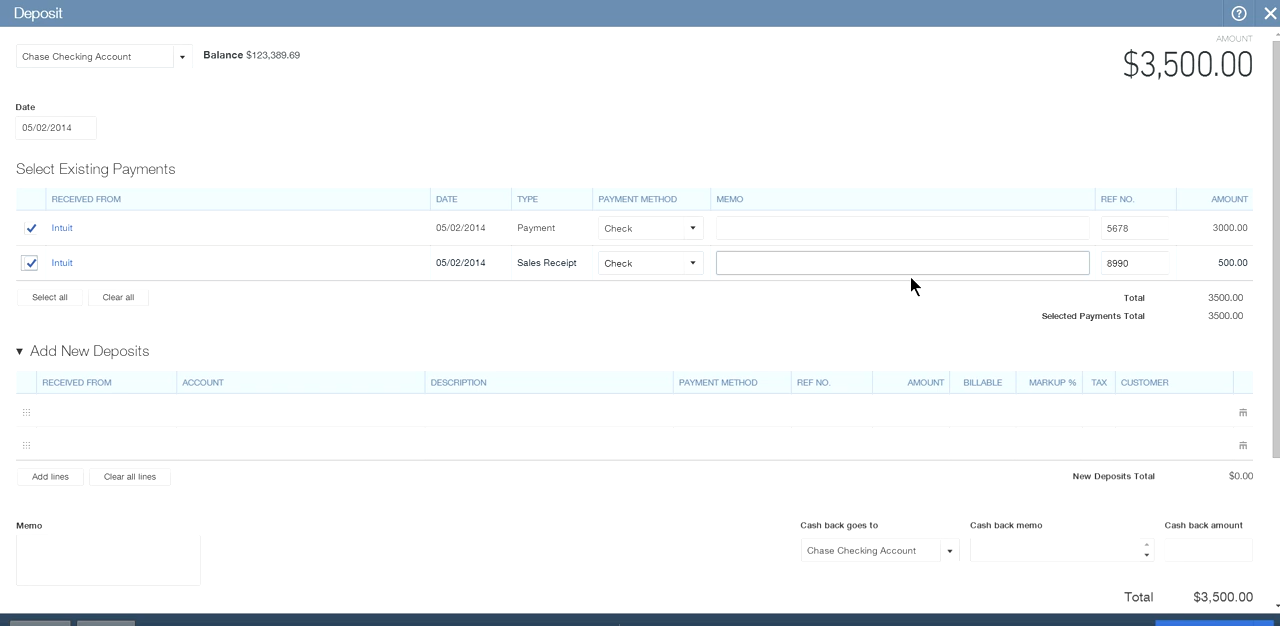 Deposit
Chase Checking Account Balance $123,389.69
AMOUNT
$3,500.00
Date
05/02/2014
Select Existing Payments
RECEIVED FROM DATE TYPE PAYMENT METHOD MEMO REF NO. AMOUNT
Intuit 05/02/2014 Payment Check 5678 3000.00
Intuit 05/02/2014 Sales Receipt Check 8990 500.00
Select all Clear all Total 3500.00
Selected Payments Total 3500.00
Add New Deposits
RECEIVED FROM ACCOUNT DESCRIPTION PAYMENT METHOD REF NO. AMOUNT BILLABLE MARKUP % TAX CUSTOMER
Add lines Clear all lines New Deposits Total $0.00
Memo Cash back goes to Cash back memo Cash back amount
Chase Checking Account
Total $3,500.00